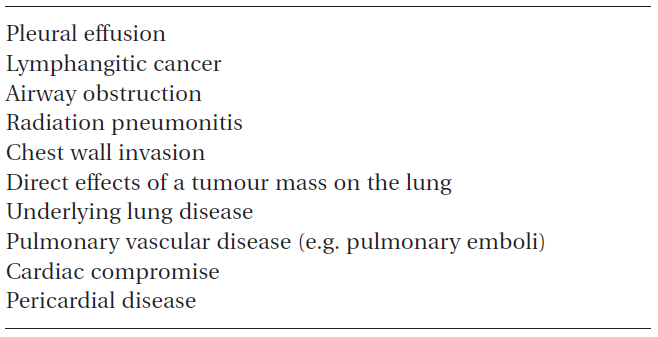 Pleural effusion
Lymphangitic cancer
Airway obstruction
Radiation pneumonitis
Chest wall invasion
Direct effects of a tumour mass on the lung
Underlying lung disease
Pulmonary vascular disease (e.g. pulmonary emboli)
Cardiac compromise
Pericardial disease